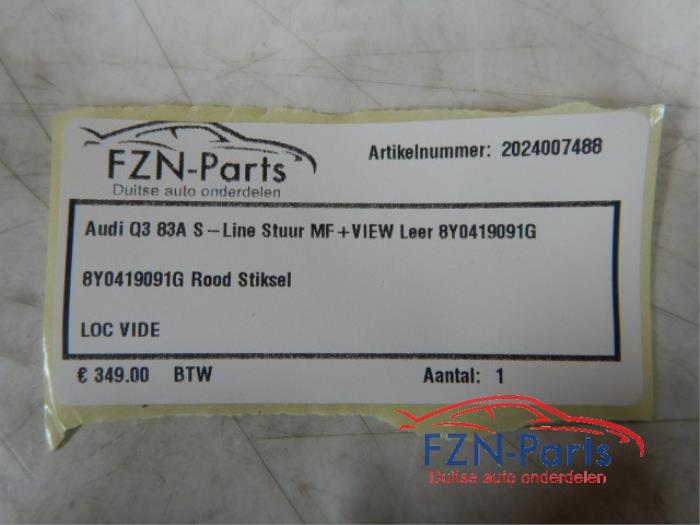 FZN-Parts
Duitse auto onderdelen
Artikelnummer: 2024007488
Audi Q3 83A S-Line Stuur MF+VIEW Leer 8Y0419091G
8Y0419091G Rood Stiksel
LOC VIDE
€ 349.00 BTW Aantal: 1
FZN-Parts
Duitse auto onderdelen